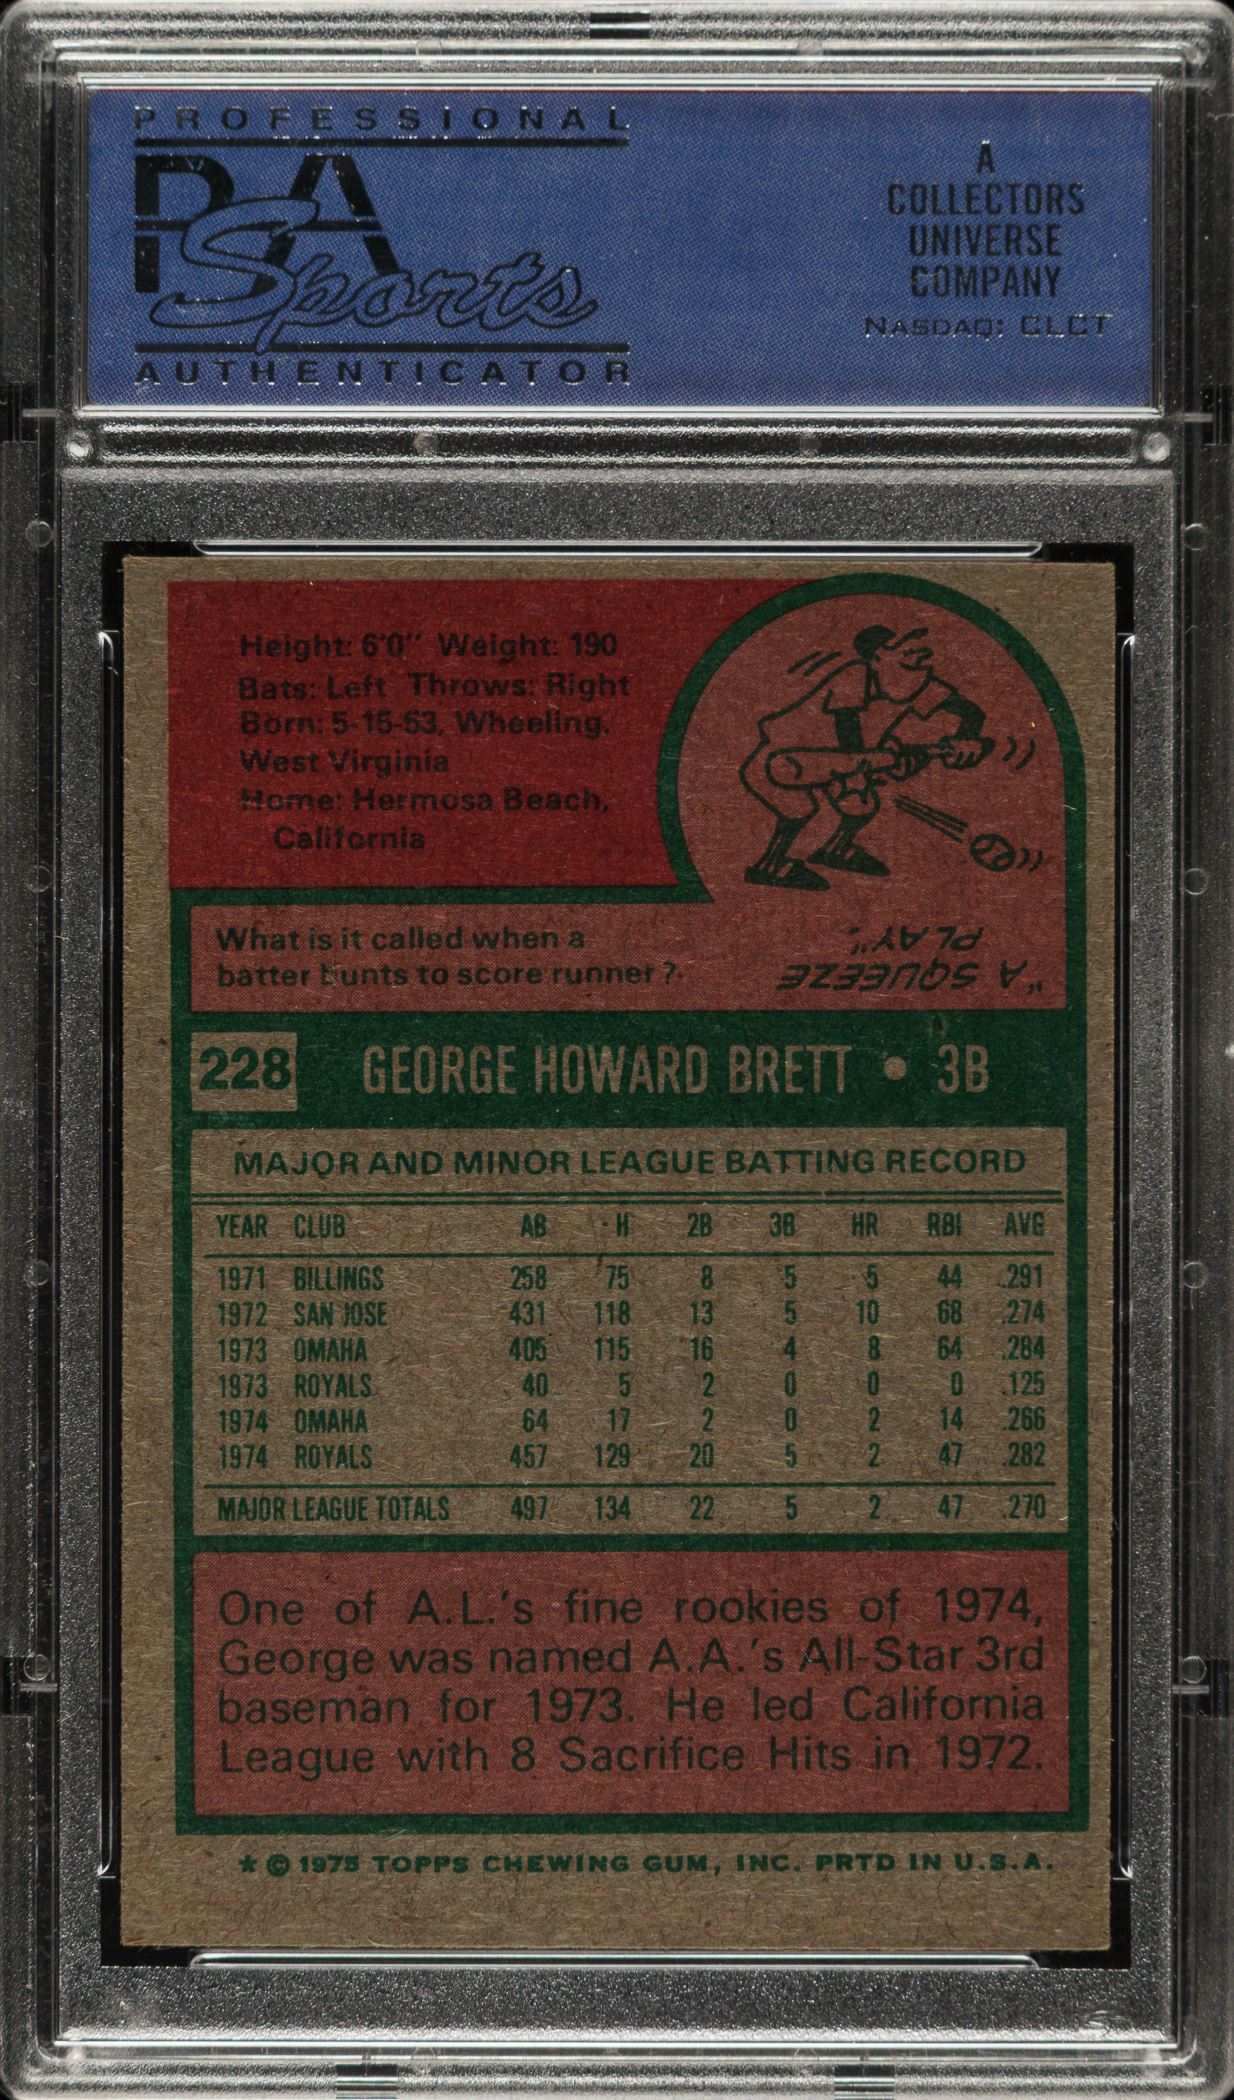 PROFESSIONAL
PSA
Sports
AUTHENTICATOR
A
COLLECTORS
UNIVERSE
COMPANY
NASDAQ: CLCT
Height: 6'0" Weight: 190
Bats: Left Throws: Right
Born: 5-15-53, Wheeling,
West Virginia
Home: Hermosa Beach,
California
What is it called when a
batter bunts to score runner?
"A SQUEEZE
PLAY".
228 GEORGE HOWARD BRETT • 3B
MAJOR AND MINOR LEAGUE BATTING RECORD
YEAR CLUB AB H 2B 3B HR RBI AVG
1971 BILLINGS 258 75 8 5 5 44 .291
1972 SAN JOSE 431 118 13 5 10 68 .274
1973 OMAHA 405 115 16 4 8 64 .284
1973 ROYALS 40 5 2 0 0 0 .125
1974 OMAHA 64 17 2 0 2 14 .266
1974 ROYALS 457 129 20 5 2 47 .282
MAJOR LEAGUE TOTALS 497 134 22 5 2 47 .270
One of A.L.'s fine rookies of 1974,
George was named A.A.'s All-Star 3rd
baseman for 1973. He led California
League with 8 Sacrifice Hits in 1972.
* © 1975 TOPPS CHEWING GUM, INC. PRTD IN U.S.A.